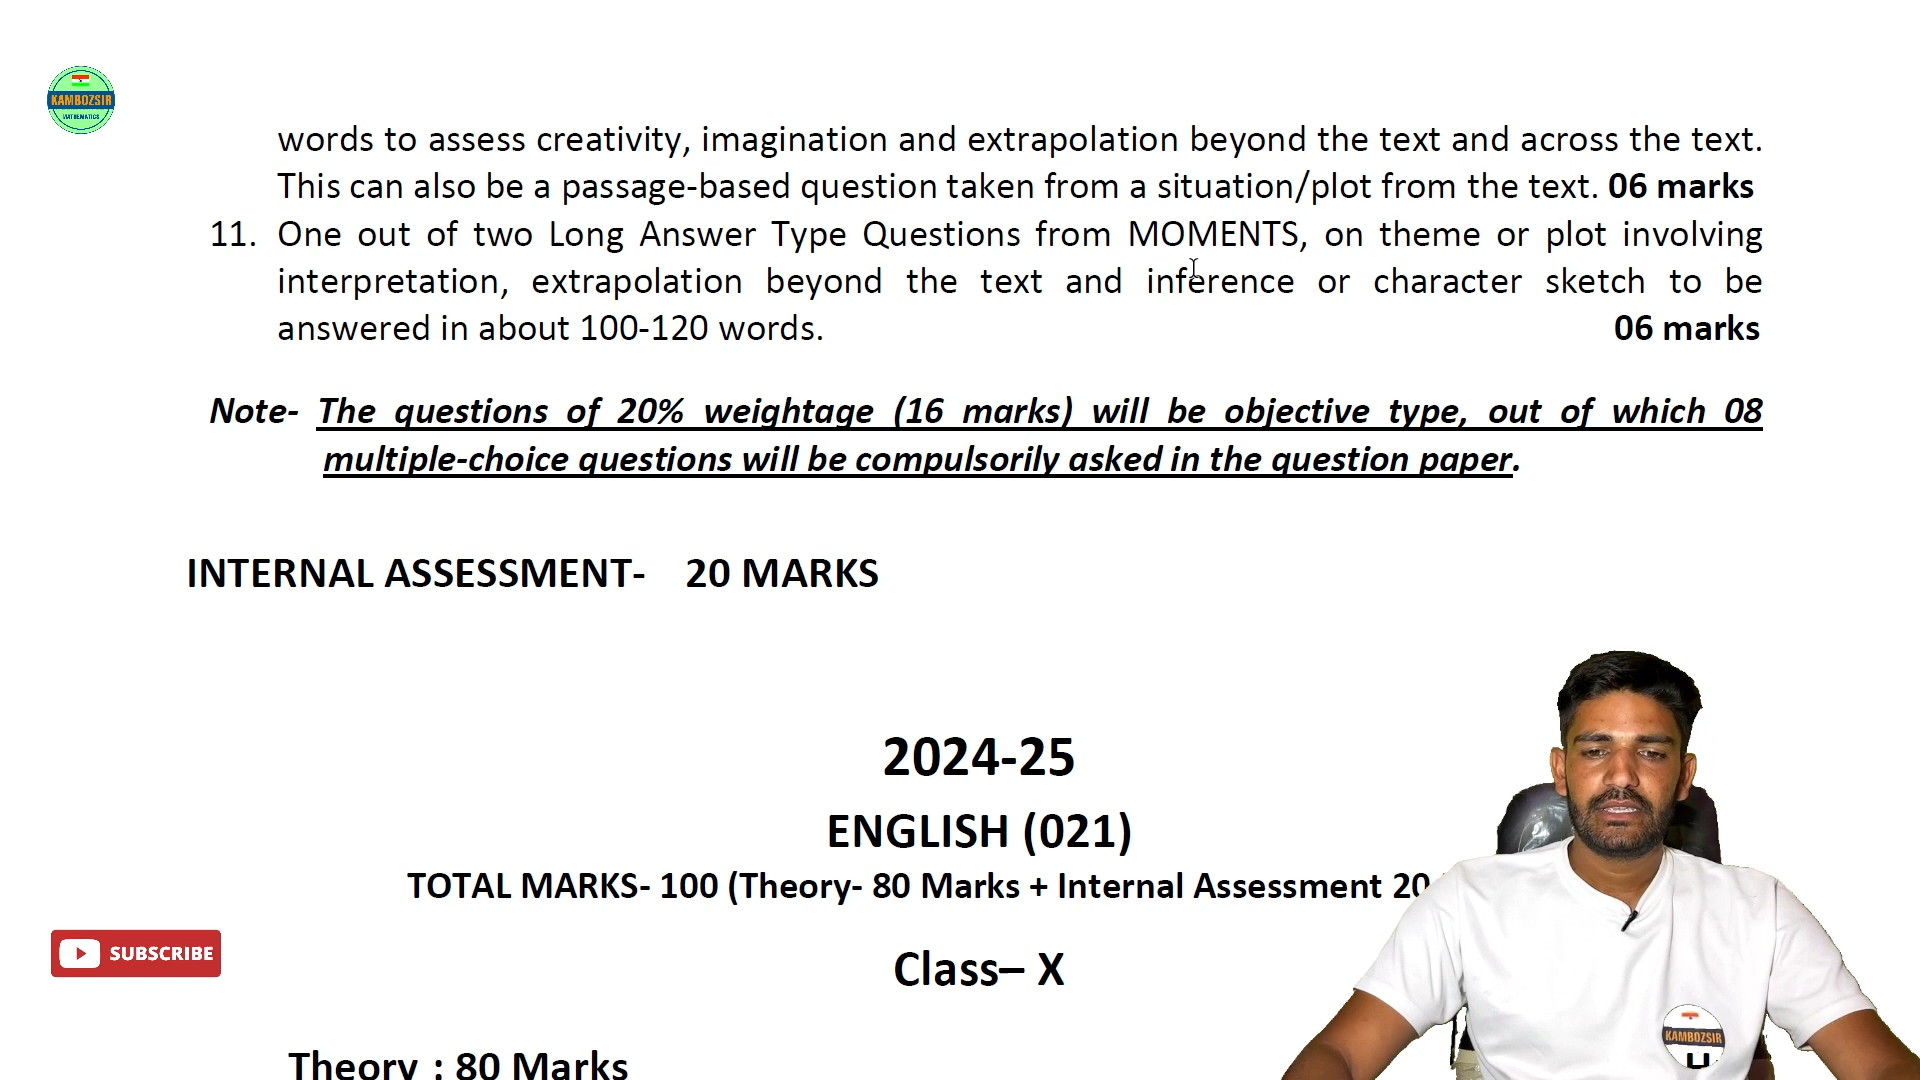 KAMBOZSIR
MATHEMATICS
words to assess creativity, imagination and extrapolation beyond the text and across the text.
This can also be a passage-based question taken from a situation/plot from the text. 06 marks
11. One out of two Long Answer Type Questions from MOMENTS, on theme or plot involving
interpretation, extrapolation beyond the text and inference or character sketch to be
answered in about 100-120 words. 06 marks
Note- The questions of 20% weightage (16 marks) will be objective type, out of which 08
multiple-choice questions will be compulsorily asked in the question paper.
INTERNAL ASSESSMENT- 20 MARKS
2024-25
ENGLISH (021)
TOTAL MARKS- 100 (Theory- 80 Marks + Internal Assessment 20
Class– X
SUBSCRIBE
KAMBOZSIR
Theory : 80 Marks